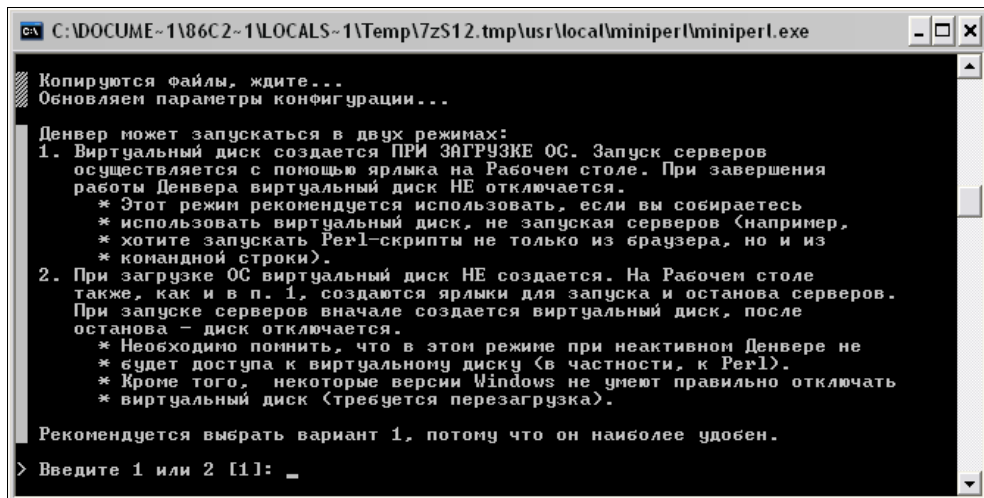 C:\DOCUME~1\86C2~1\LOCALS~1\Temp\7zS12.tmp\usr\local\miniperl\miniperl.exe
Копируются файлы, ждите...
Обновляем параметры конфигурации...
Денвер может запускаться в двух режимах:
1. Виртуальный диск создается ПРИ ЗАГРУЗКЕ ОС. Запуск серверов
осуществляется с помощью ярлыка на Рабочем столе. При завершения
работы Денвера виртуальный диск НЕ отключается.
* Этот режим рекомендуется использовать, если вы собираетесь
* использовать виртуальный диск, не запуская серверов (например,
* хотите запускать Perl-скрипты не только из браузера, но и из
* командной строки).
2. При загрузке ОС виртуальный диск НЕ создается. На Рабочем столе
также, как и в п. 1, создаются ярлыки для запуска и останова серверов.
При запуске серверов вначале создается виртуальный диск, после
останова - диск отключается.
* Необходимо помнить, что в этом режиме при неактивном Денвере не
* будет доступа к виртуальному диску (в частности, к Perl).
* Кроме того,  некоторые версии Windows не умеют правильно отключать
* виртуальный диск (требуется перезагрузка).
Рекомендуется выбрать вариант 1, потому что он наиболее удобен.
> Введите 1 или 2 [1]: _